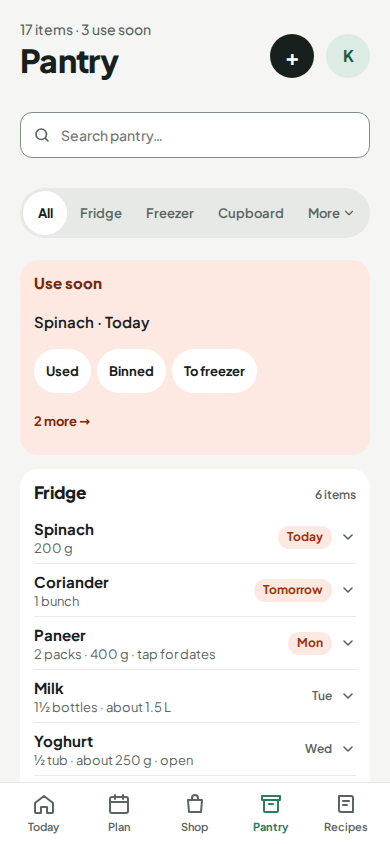 17 items · 3 use soon
Pantry
+
K
Search pantry…
All
Fridge
Freezer
Cupboard
More
Use soon
Spinach · Today
Used
Binned
To freezer
2 more →
Fridge
6 items
Spinach
200 g
Today
Coriander
1 bunch
Tomorrow
Paneer
2 packs · 400 g · tap for dates
Mon
Milk
1½ bottles · about 1.5 L
Tue
Yoghurt
½ tub · about 250 g · open
Wed
Today
Plan
Shop
Pantry
Recipes